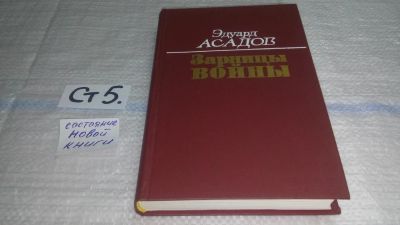 Эдуард
АСАДОВ
Зарницы
ВОЙНЫ
Ст 5.
состояние
новой
книги